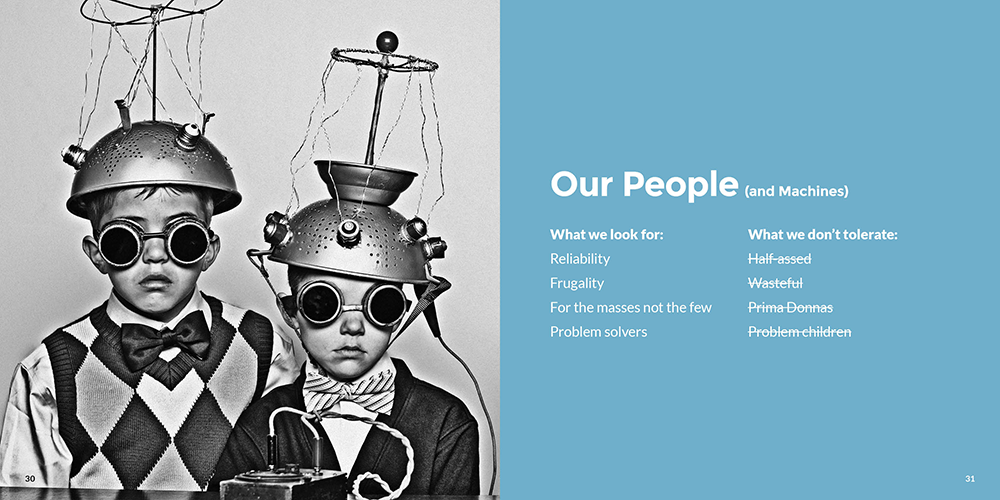 Our People (and Machines)
What we look for:
Reliability
Frugality
For the masses not the few
Problem solvers
What we don't tolerate:
Half-assed
Wasteful
Prima Donnas
Problem children
30
31